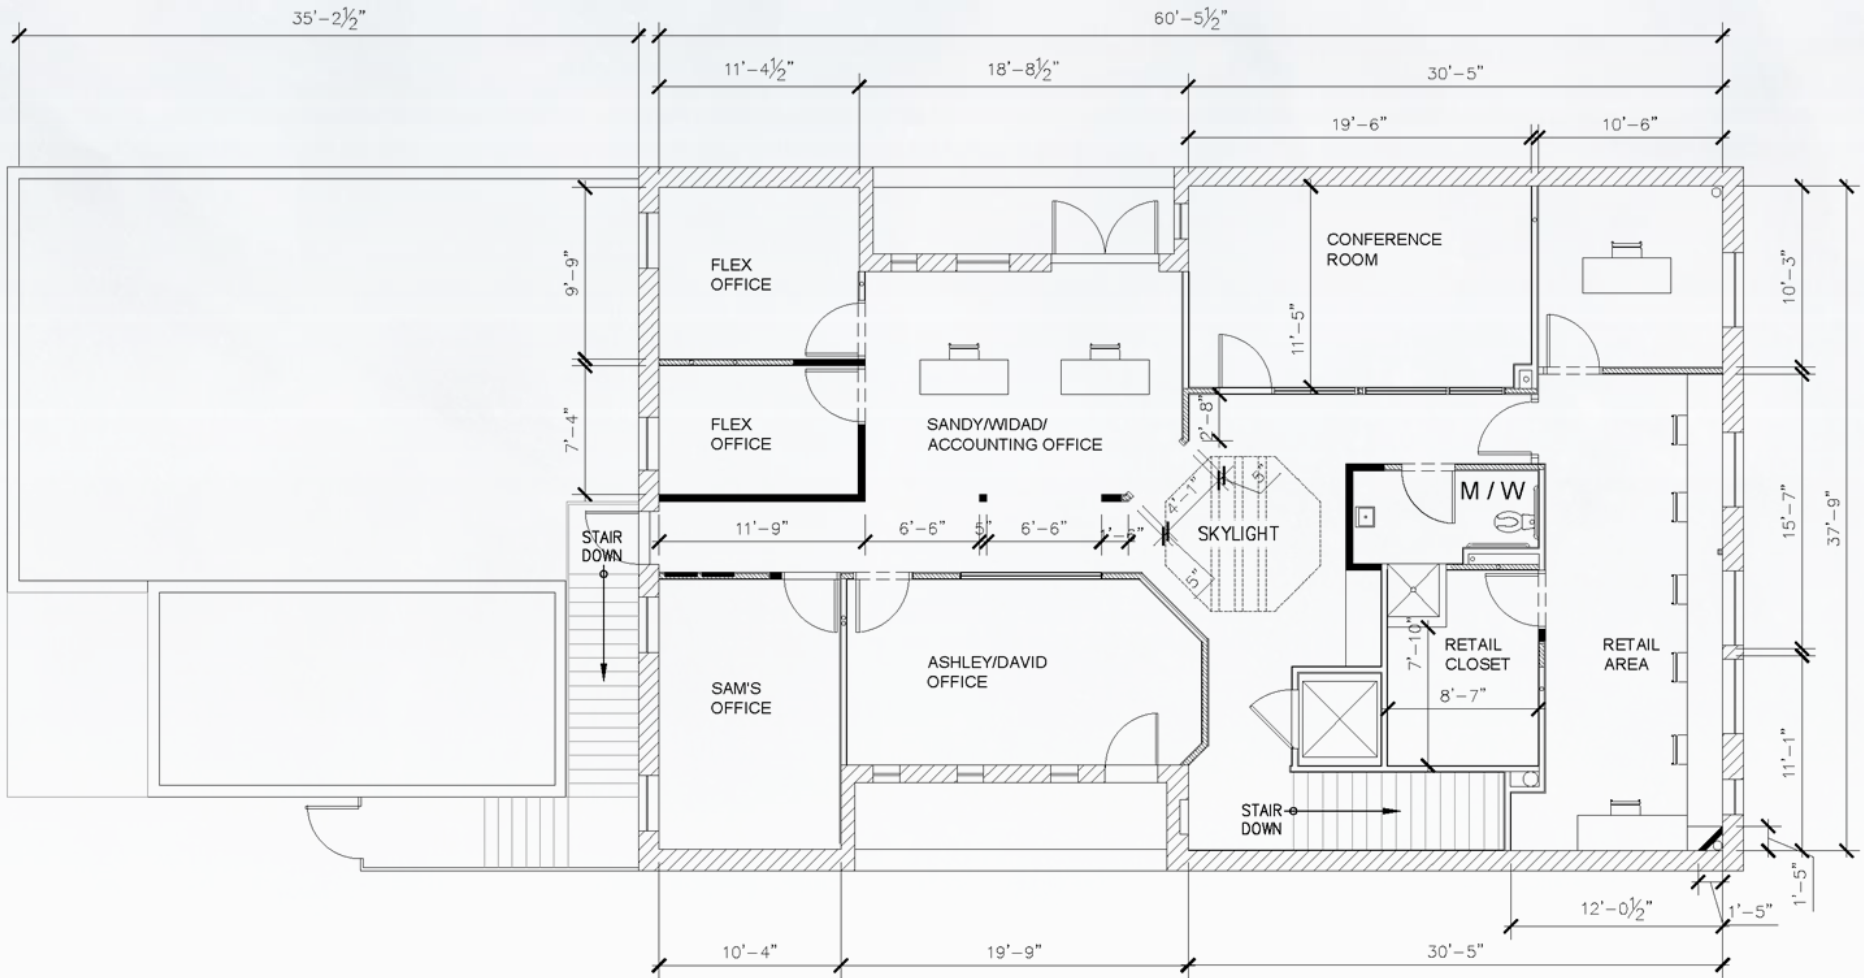 35'-2½"
60'-5½"
11'-4½"
18'-8½"
30'-5"
19'-6"
10'-6"
9'-9"
FLEX
OFFICE
CONFERENCE
ROOM
11'-5"
10'-3"
7'-4"
FLEX
OFFICE
SANDY/WIDAD/
ACCOUNTING OFFICE
2'-8"
4'-1"
5"
M / W
STAIR
DOWN
11'-9"
6'-6"
5"
6'-6"
SKYLIGHT
5"
15'-7"
37'-9"
SAM'S
OFFICE
ASHLEY/DAVID
OFFICE
7'-10"
RETAIL
CLOSET
8'-7"
RETAIL
AREA
11'-1"
STAIR
DOWN
1'-5"
12'-0½"
1'-5"
10'-4"
19'-9"
30'-5"